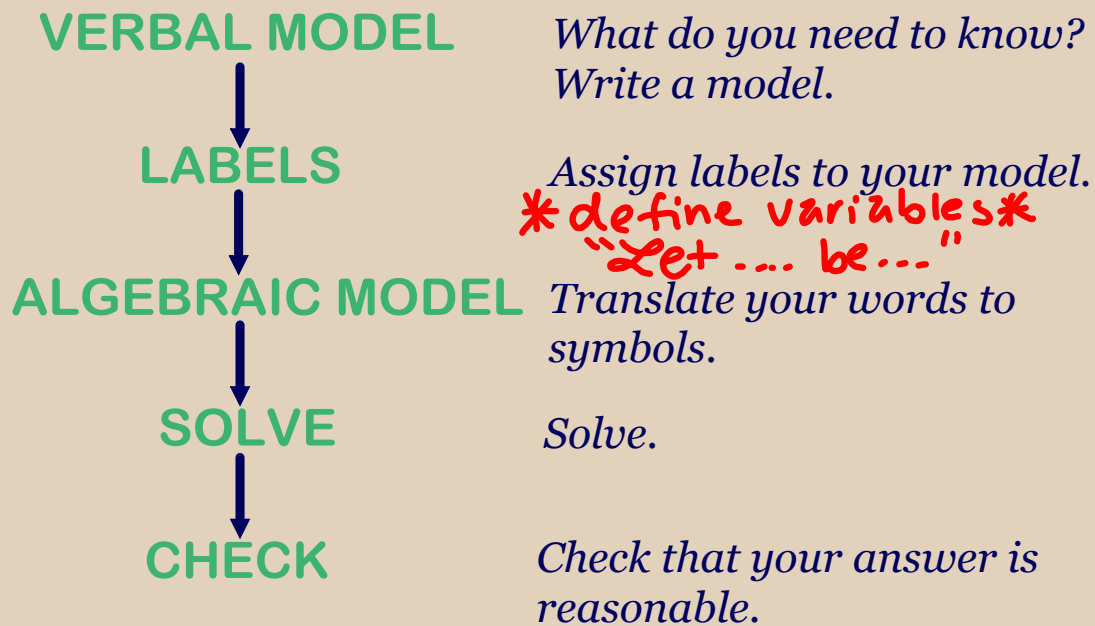 VERBAL MODEL
What do you need to know?
Write a model.
LABELS
Assign labels to your model.
*define variables*
"Let .... be..."
ALGEBRAIC MODEL
Translate your words to
symbols.
SOLVE
Solve.
CHECK
Check that your answer is
reasonable.